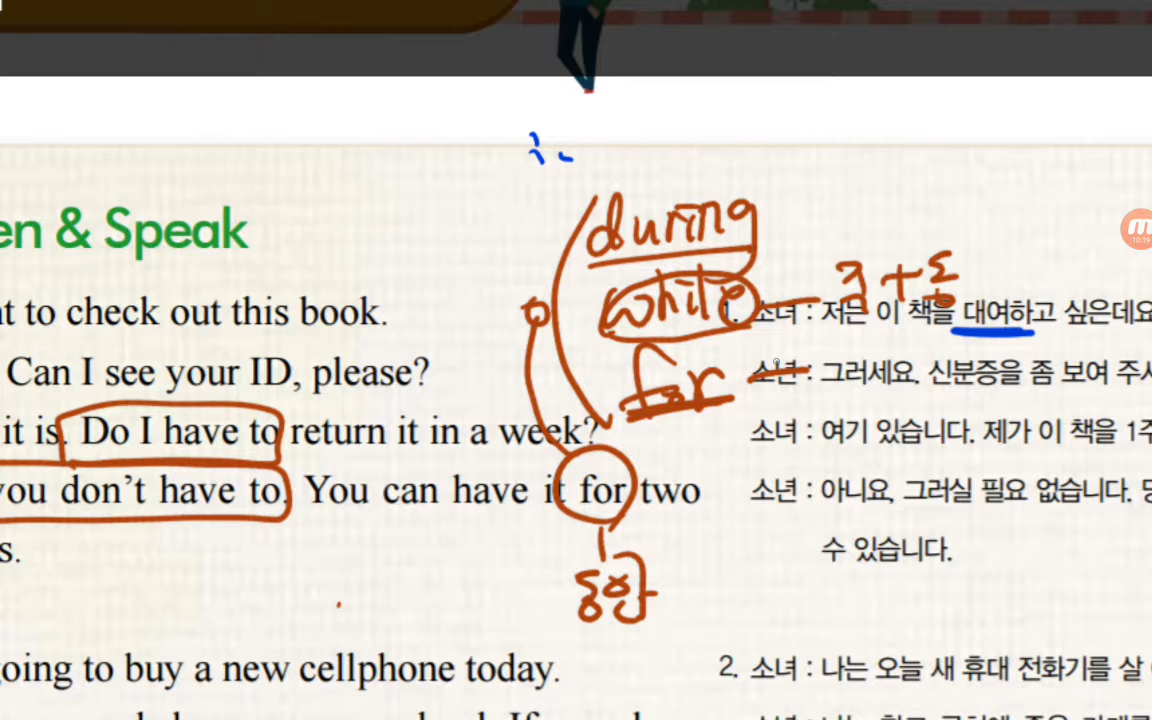 en & Speak
during
while 주+동
for
동안
nt to check out this book.
Can I see your ID, please?
it is. Do I have to return it in a week?
you don't have to. You can have it for two
s.
going to buy a new cellphone today.
1. 소녀 : 저는 이 책을 대여하고 싶은데요
소년 : 그러세요. 신분증을 좀 보여 주시
소녀 : 여기 있습니다. 제가 이 책을 1주
소년 : 아니요, 그러실 필요 없습니다. 당
수 있습니다.
2. 소녀 : 나는 오늘 새 휴대 전화기를 살
10:19